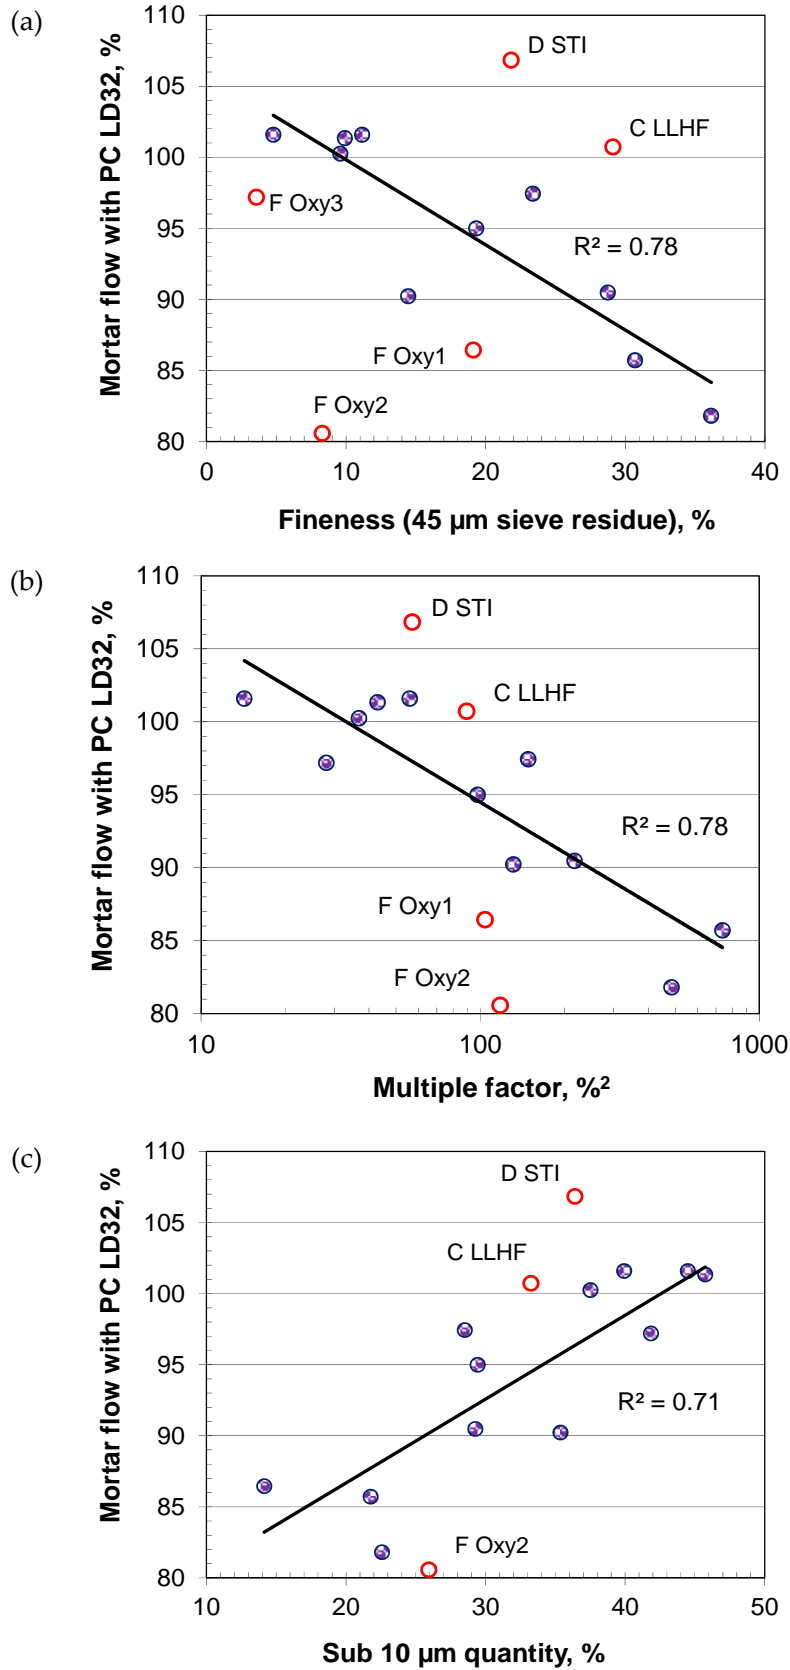 (a)
110
105
100
95
90
85
80
Mortar flow with PC LD32, %
D STI
C LLHF
F Oxy3
R² = 0.78
F Oxy1
F Oxy2
0 10 20 30 40
Fineness (45 µm sieve residue), %
(b)
110
105
100
95
90
85
80
Mortar flow with PC LD32, %
D STI
C LLHF
R² = 0.78
F Oxy1
F Oxy2
10 100 1000
Multiple factor, %²
(c)
110
105
100
95
90
85
80
Mortar flow with PC LD32, %
D STI
C LLHF
R² = 0.71
F Oxy2
10 20 30 40 50
Sub 10 µm quantity, %